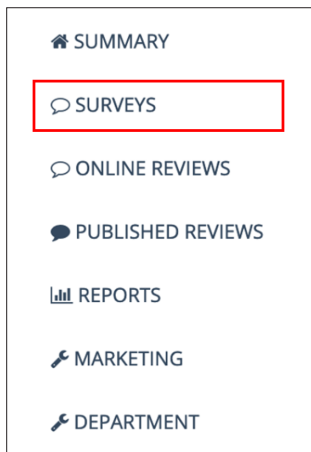 SUMMARY
SURVEYS
ONLINE REVIEWS
PUBLISHED REVIEWS
REPORTS
MARKETING
DEPARTMENT